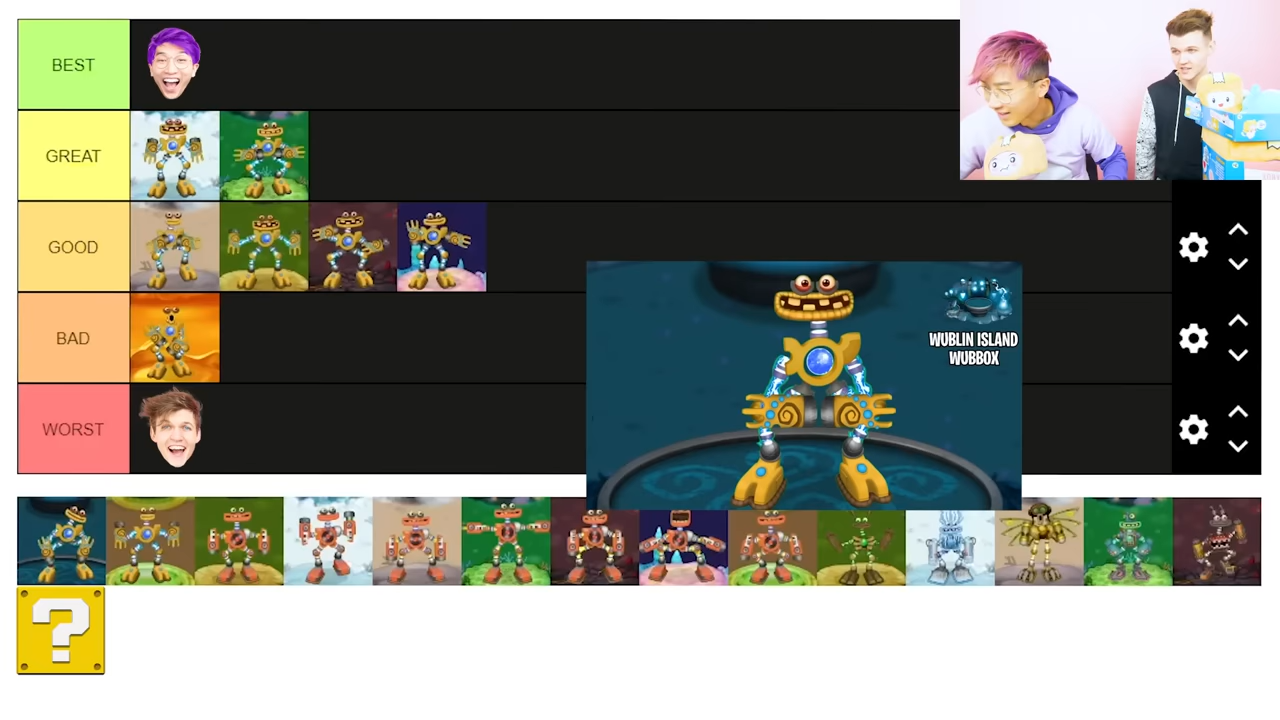 BEST
GREAT
GOOD
BAD
WORST
WUBLIN ISLAND
WUBBOX
?